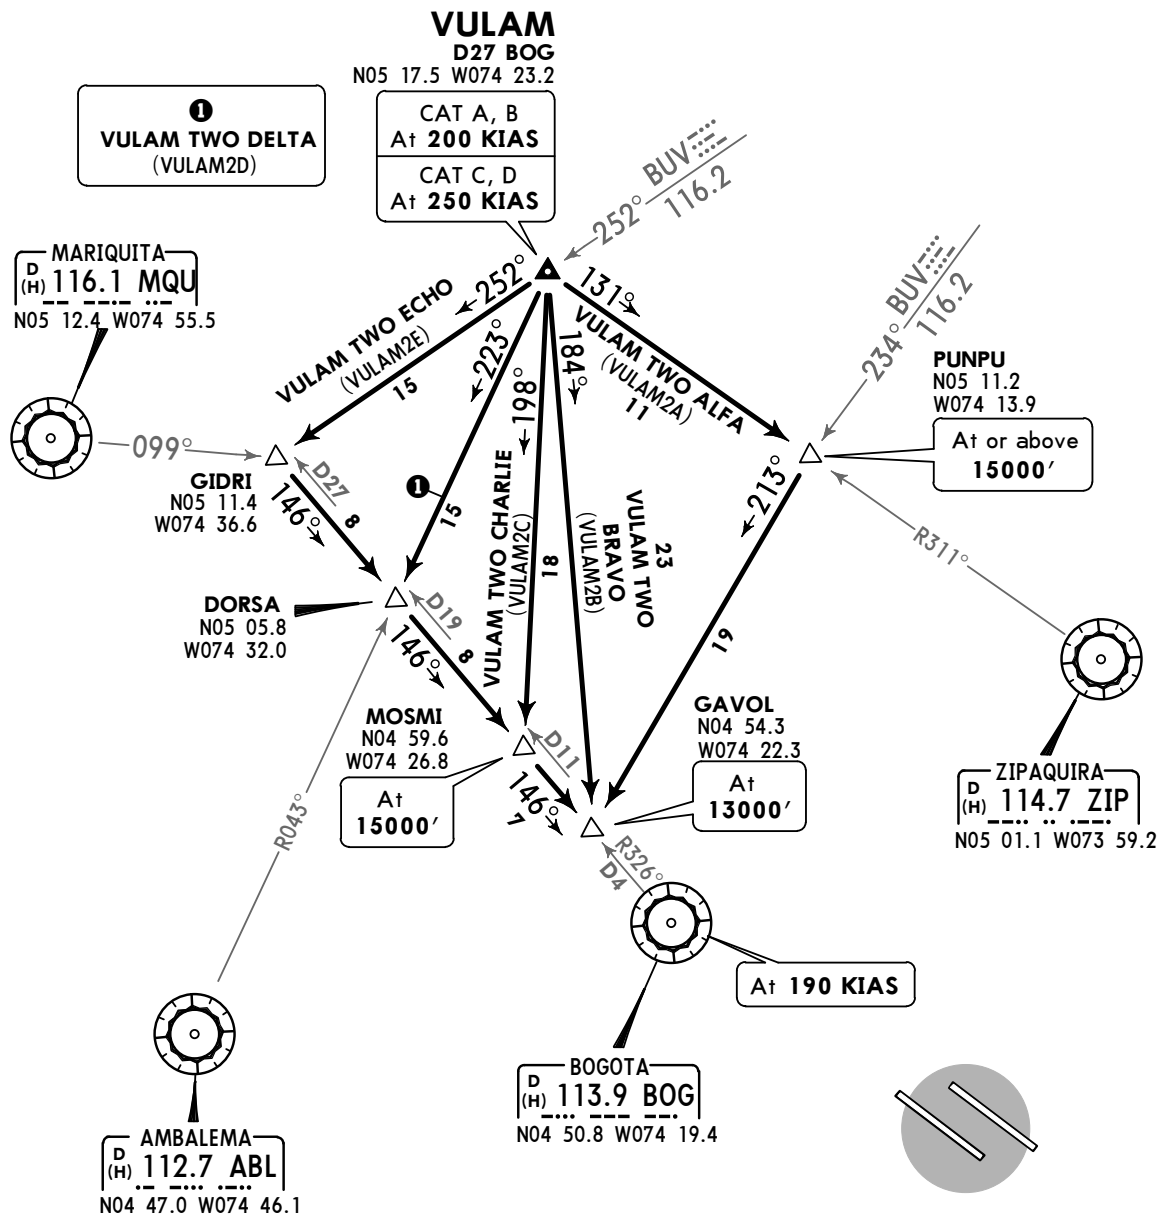 VULAM
D27 BOG
N05 17.5 W074 23.2
CAT A, B
At 200 KIAS
CAT C, D
At 250 KIAS
1
VULAM TWO DELTA
(VULAM2D)
252° BUV
116.2
MARIQUITA
D
(H) 116.1 MQU
N05 12.4 W074 55.5
252°
VULAM TWO ECHO
(VULAM2E)
15
223°
1
15
198°
VULAM TWO CHARLIE
(VULAM2C)
18
184°
23
VULAM TWO
BRAVO
(VULAM2B)
131°
VULAM TWO ALFA
(VULAM2A)
11
234° BUV
116.2
PUNPU
N05 11.2
W074 13.9
At or above
15000′
099°
GIDRI
N05 11.4
W074 36.6
D27
146°
8
213°
19
R311°
DORSA
N05 05.8
W074 32.0
D19
146°
8
R043°
MOSMI
N04 59.6
W074 26.8
At
15000′
D11
146°
7
GAVOL
N04 54.3
W074 22.3
At
13000′
R326°
D4
ZIPAQUIRA
D
(H) 114.7 ZIP
N05 01.1 W073 59.2
At 190 KIAS
BOGOTA
D
(H) 113.9 BOG
N04 50.8 W074 19.4
AMBALEMA
D
(H) 112.7 ABL
N04 47.0 W074 46.1